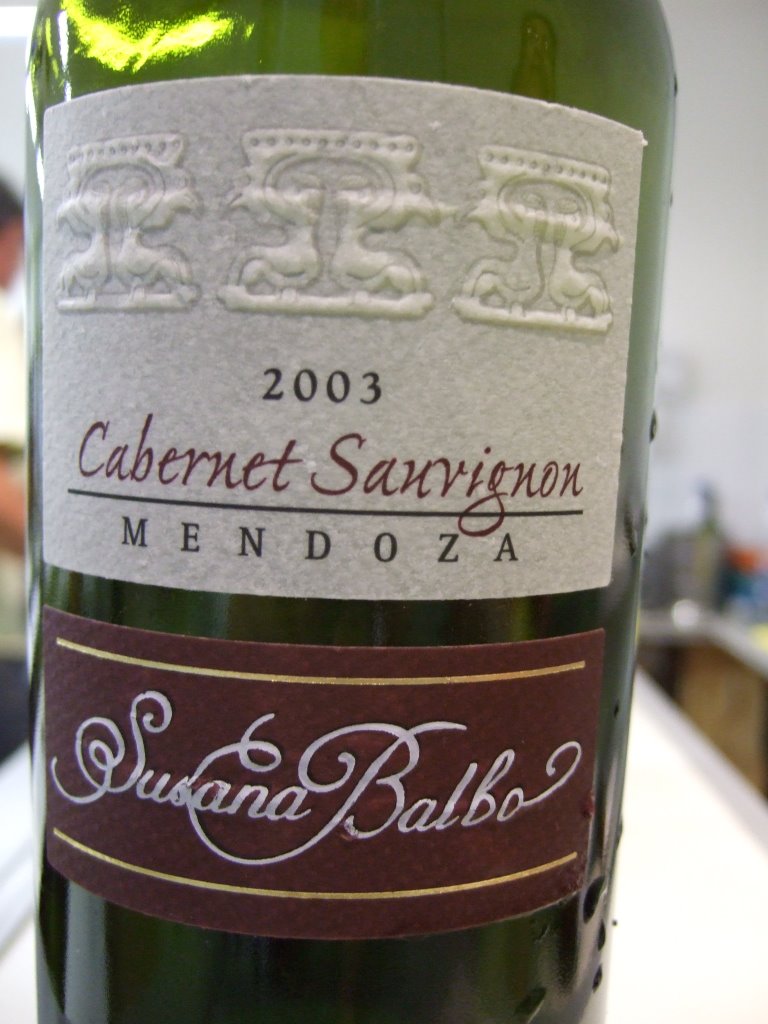 2003
Cabernet Sauvignon
MENDOZA
Susana Balbo